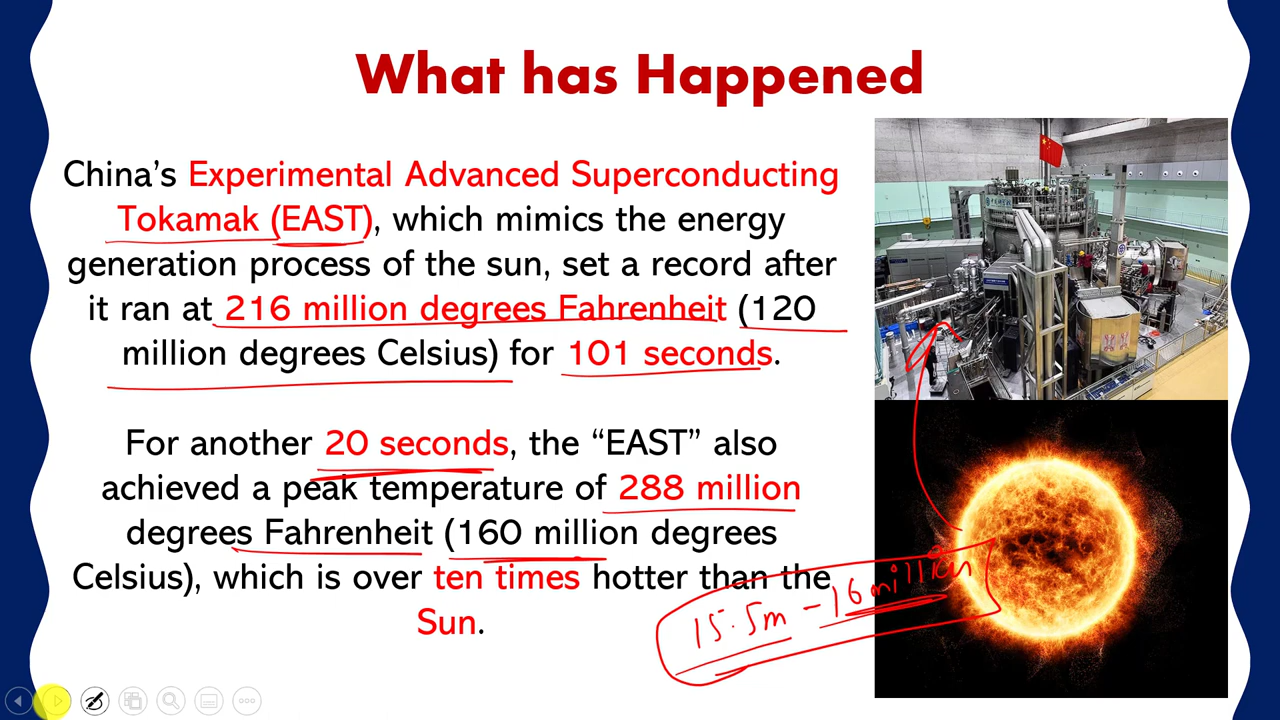 What has Happened
China’s Experimental Advanced Superconducting
Tokamak (EAST), which mimics the energy
generation process of the sun, set a record after
it ran at 216 million degrees Fahrenheit (120
million degrees Celsius) for 101 seconds.
For another 20 seconds, the “EAST” also
achieved a peak temperature of 288 million
degrees Fahrenheit (160 million degrees
Celsius), which is over ten times hotter than the
Sun.
15.5m - 16 million